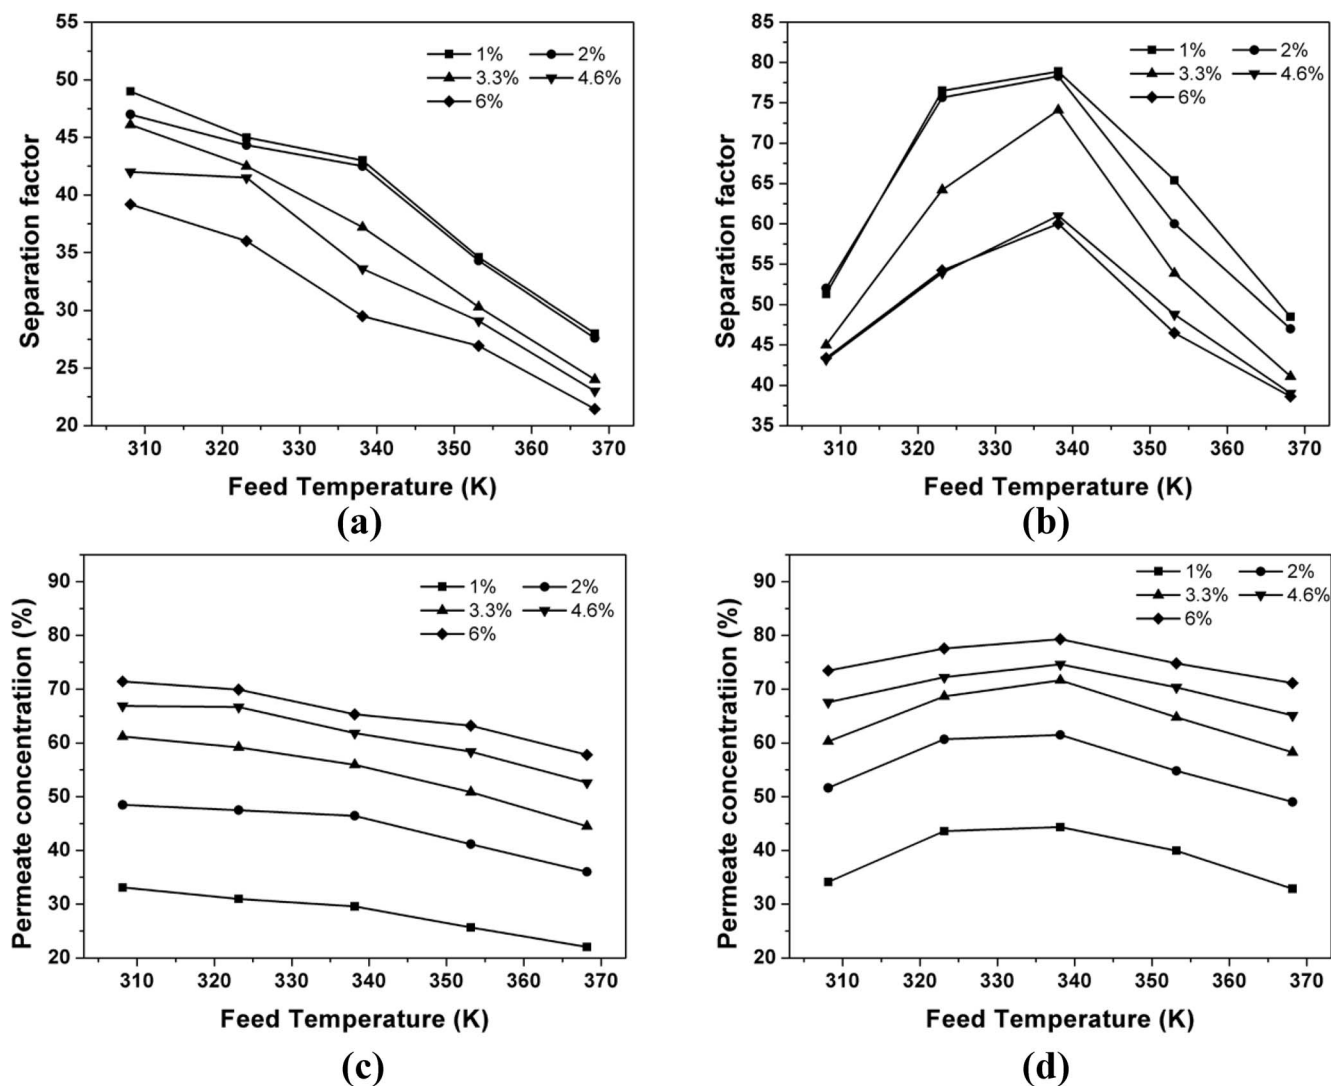 55
50
45
40
35
30
25
20
Separation factor
1% 2%
3.3% 4.6%
6%
310 320 330 340 350 360 370
Feed Temperature (K)
(a)
85
80
75
70
65
60
55
50
45
40
35
Separation factor
1% 2%
3.3% 4.6%
6%
310 320 330 340 350 360 370
Feed Temperature (K)
(b)
90
80
70
60
50
40
30
20
Permeate concentratiion (%)
1% 2%
3.3% 4.6%
6%
310 320 330 340 350 360 370
Feed Temperature (K)
(c)
90
80
70
60
50
40
30
20
Permeate concentratiion (%)
1% 2%
3.3% 4.6%
6%
310 320 330 340 350 360 370
Feed Temperature (K)
(d)